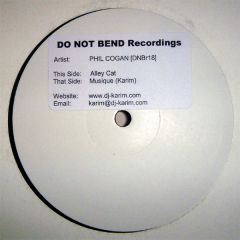 DO NOT BEND Recordings
Artist: PHIL COGAN [DNBr18]
This Side: Alley Cat
That Side: Musique (Karim)
Website: www.dj-karim.com
Email: karim@dj-karim.com